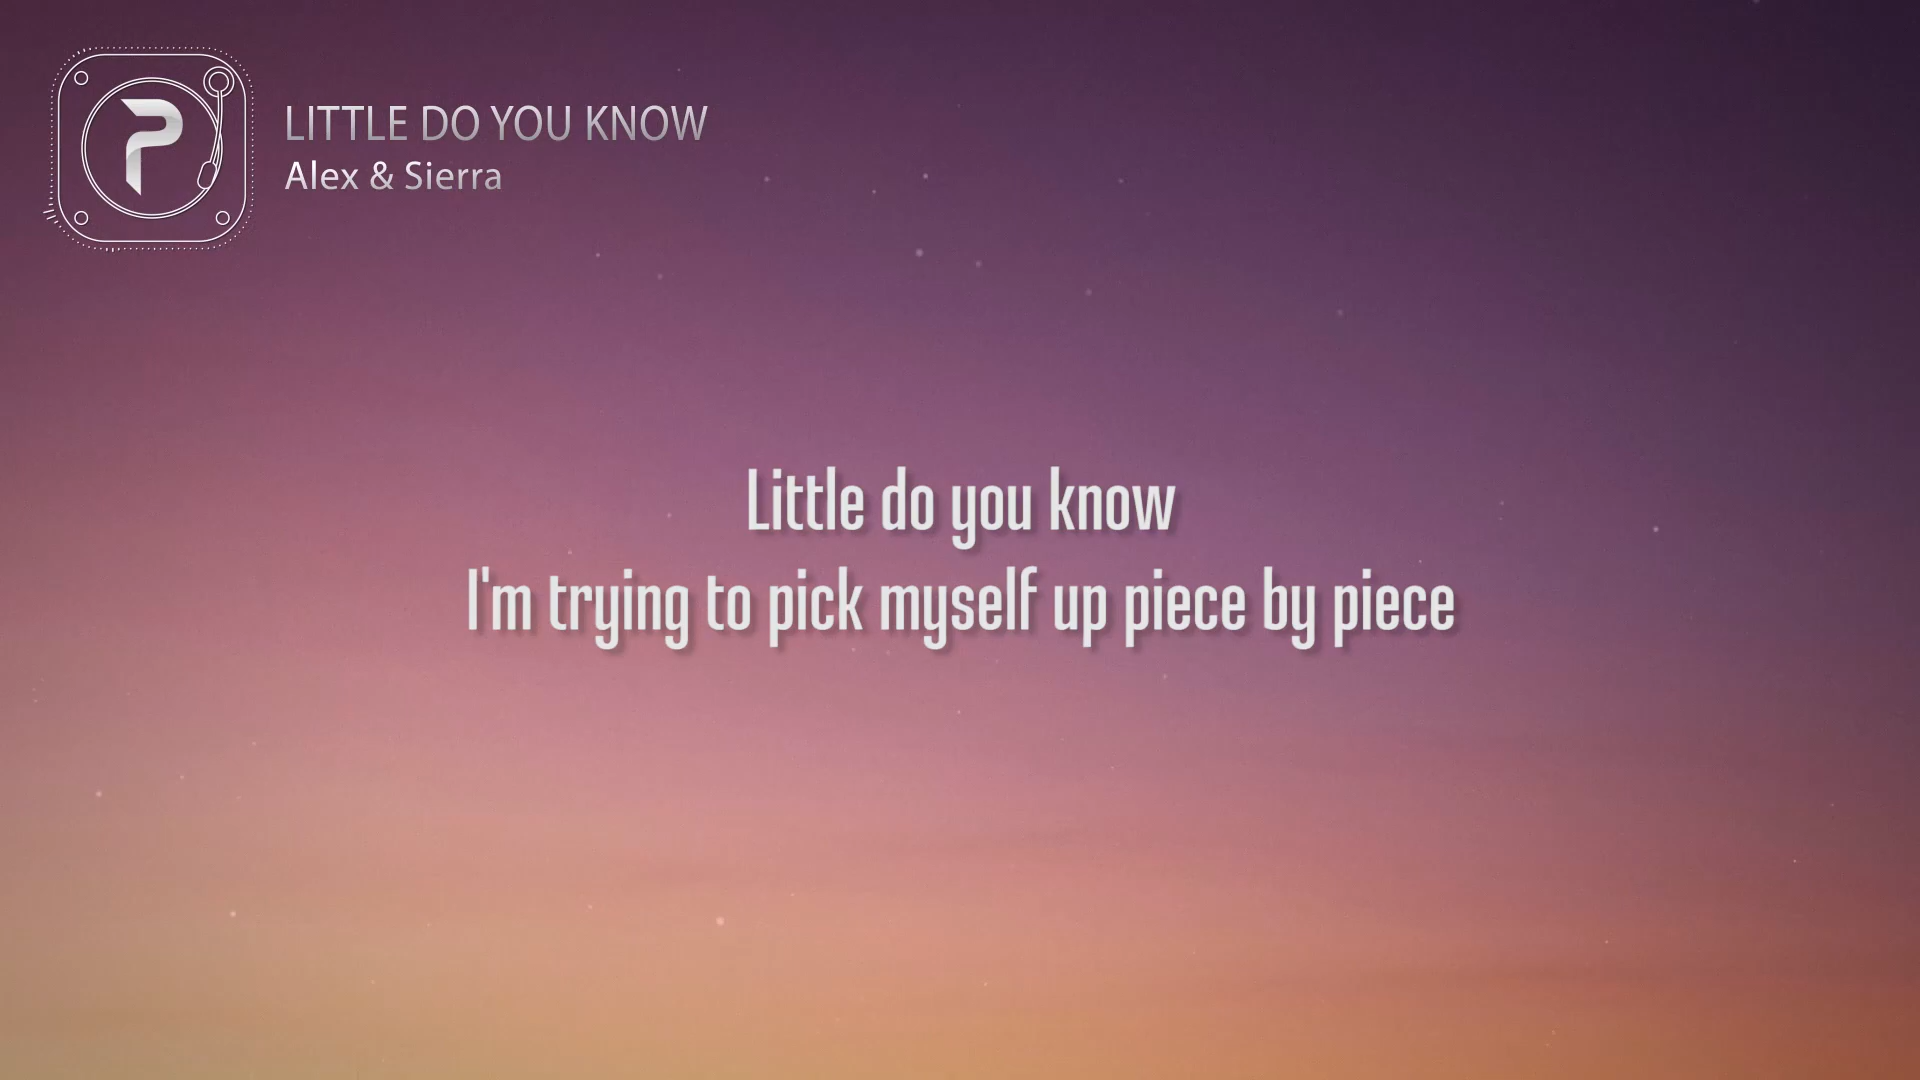 P
LITTLE DO YOU KNOW
Alex & Sierra
Little do you know
I'm trying to pick myself up piece by piece